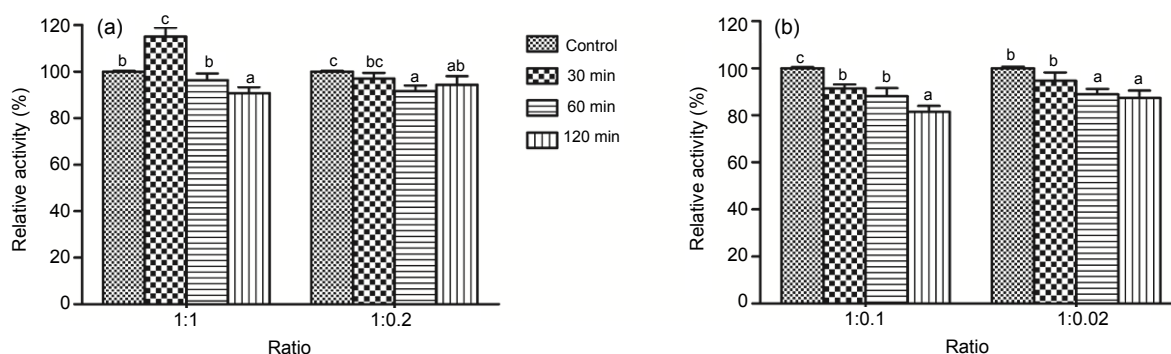 (a)
Relative activity (%)
120
100
80
60
40
20
0
b
c
b
a
c
bc
a
ab
1:1
1:0.2
Ratio
Control
30 min
60 min
120 min
(b)
Relative activity (%)
120
100
80
60
40
20
0
c
b
b
a
b
b
a
a
1:0.1
1:0.02
Ratio